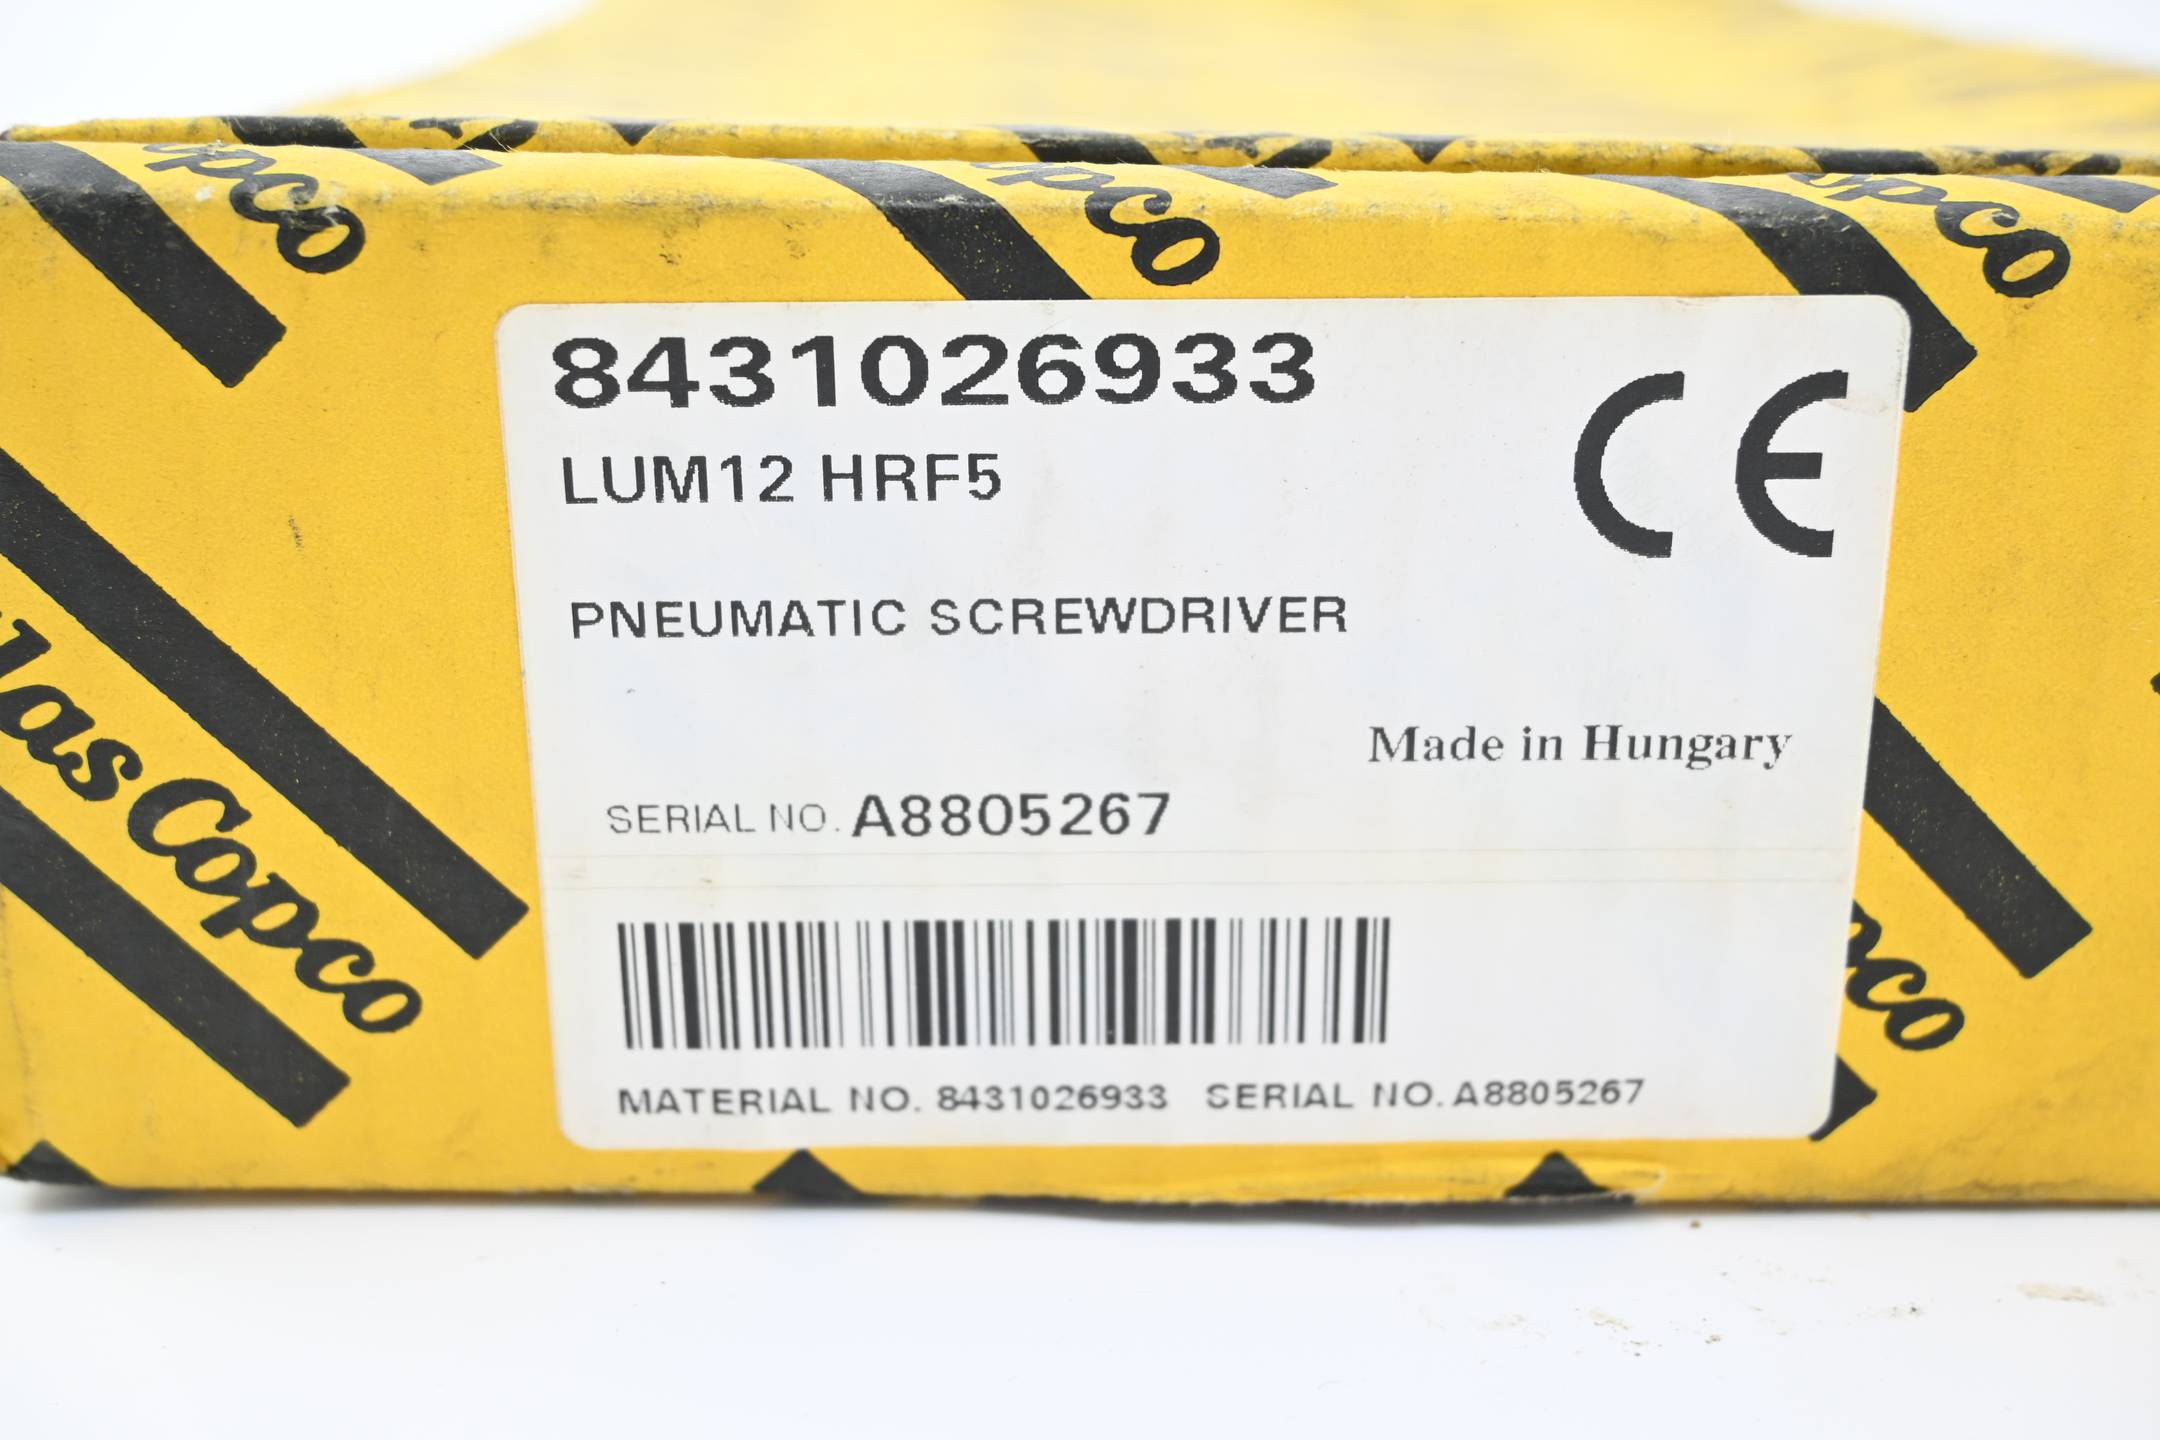 8431026933
LUM12 HRF5
CE
PNEUMATIC SCREWDRIVER
Made in Hungary
SERIAL NO. A8805267
MATERIAL NO. 8431026933 SERIAL NO. A8805267
las Copco